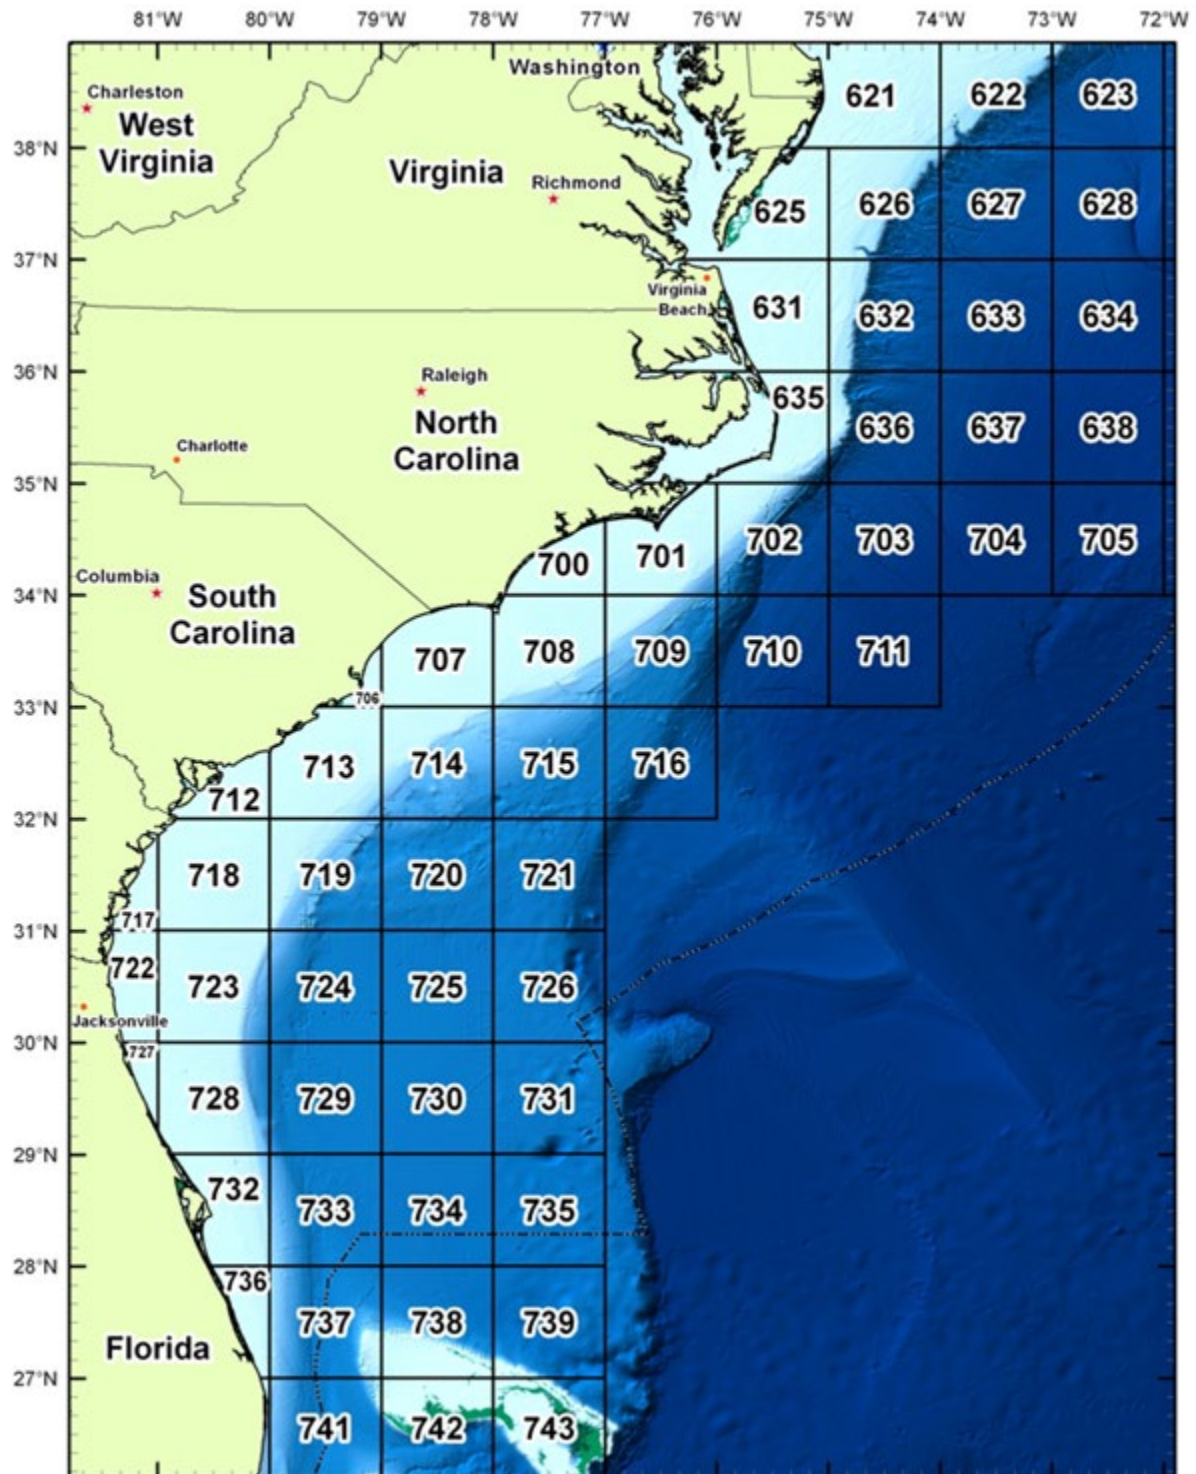 81°W 80°W 79°W 78°W 77°W 76°W 75°W 74°W 73°W 72°W
Washington
Charleston
621 622 623
West
Virginia
38°N
Virginia
Richmond
625 626 627 628
37°N
Virginia
Beach
631 632 633 634
36°N
Raleigh
635
North
Carolina
636 637 638
Charlotte
35°N
700 701 702 703 704 705
Columbia
34°N
South
Carolina
707 708 709 710 711
706
33°N
713 714 715 716
712
32°N
718 719 720 721
717
31°N
722 723 724 725 726
Jacksonville
30°N
727
728 729 730 731
29°N
732 733 734 735
28°N
736
737 738 739
Florida
27°N
741 742 743